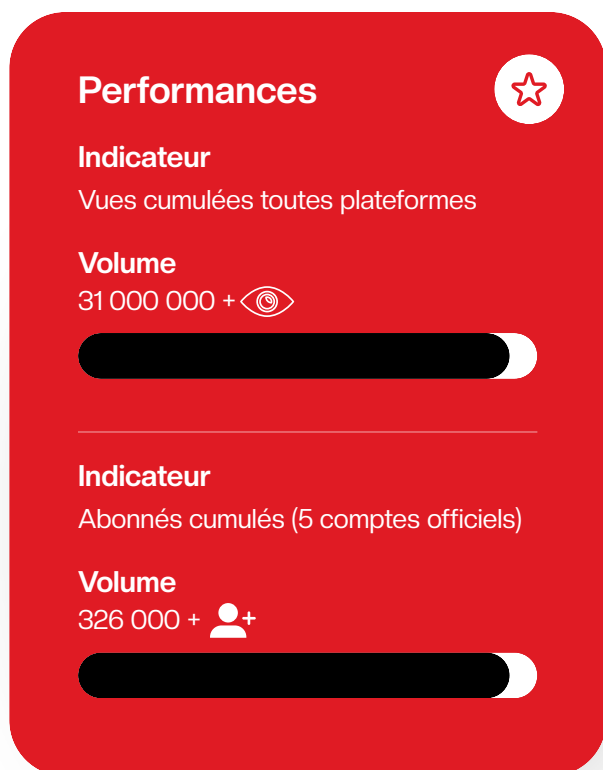 Performances
Indicateur
Vues cumulées toutes plateformes
Volume
31 000 000 +
Indicateur
Abonnés cumulés (5 comptes officiels)
Volume
326 000 +